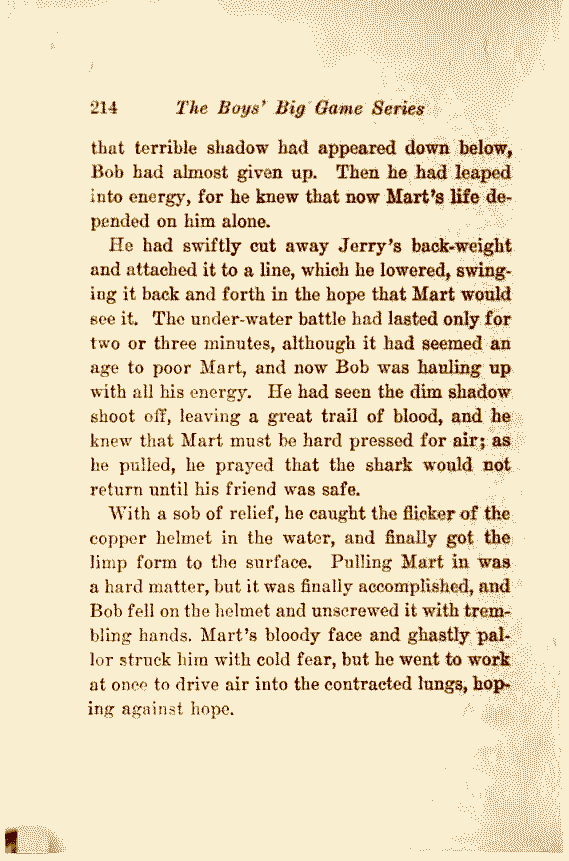 214 The Boys' Big Game Series
that terrible shadow had appeared down below,
Bob had almost given up. Then he had leaped
into energy, for he knew that now Mart's life de-
pended on him alone.
He had swiftly cut away Jerry's back-weight
and attached it to a line, which he lowered, swing-
ing it back and forth in the hope that Mart would
see it. The under-water battle had lasted only for
two or three minutes, although it had seemed an
age to poor Mart, and now Bob was hauling up
with all his energy. He had seen the dim shadow
shoot off, leaving a great trail of blood, and he
knew that Mart must be hard pressed for air; as
he pulled, he prayed that the shark would not
return until his friend was safe.
With a sob of relief, he caught the flicker of the
copper helmet in the water, and finally got the
limp form to the surface. Pulling Mart in was
a hard matter, but it was finally accomplished, and
Bob fell on the helmet and unscrewed it with trem-
bling hands. Mart's bloody face and ghastly pal-
lor struck him with cold fear, but he went to work
at once to drive air into the contracted lungs, hop-
ing against hope.